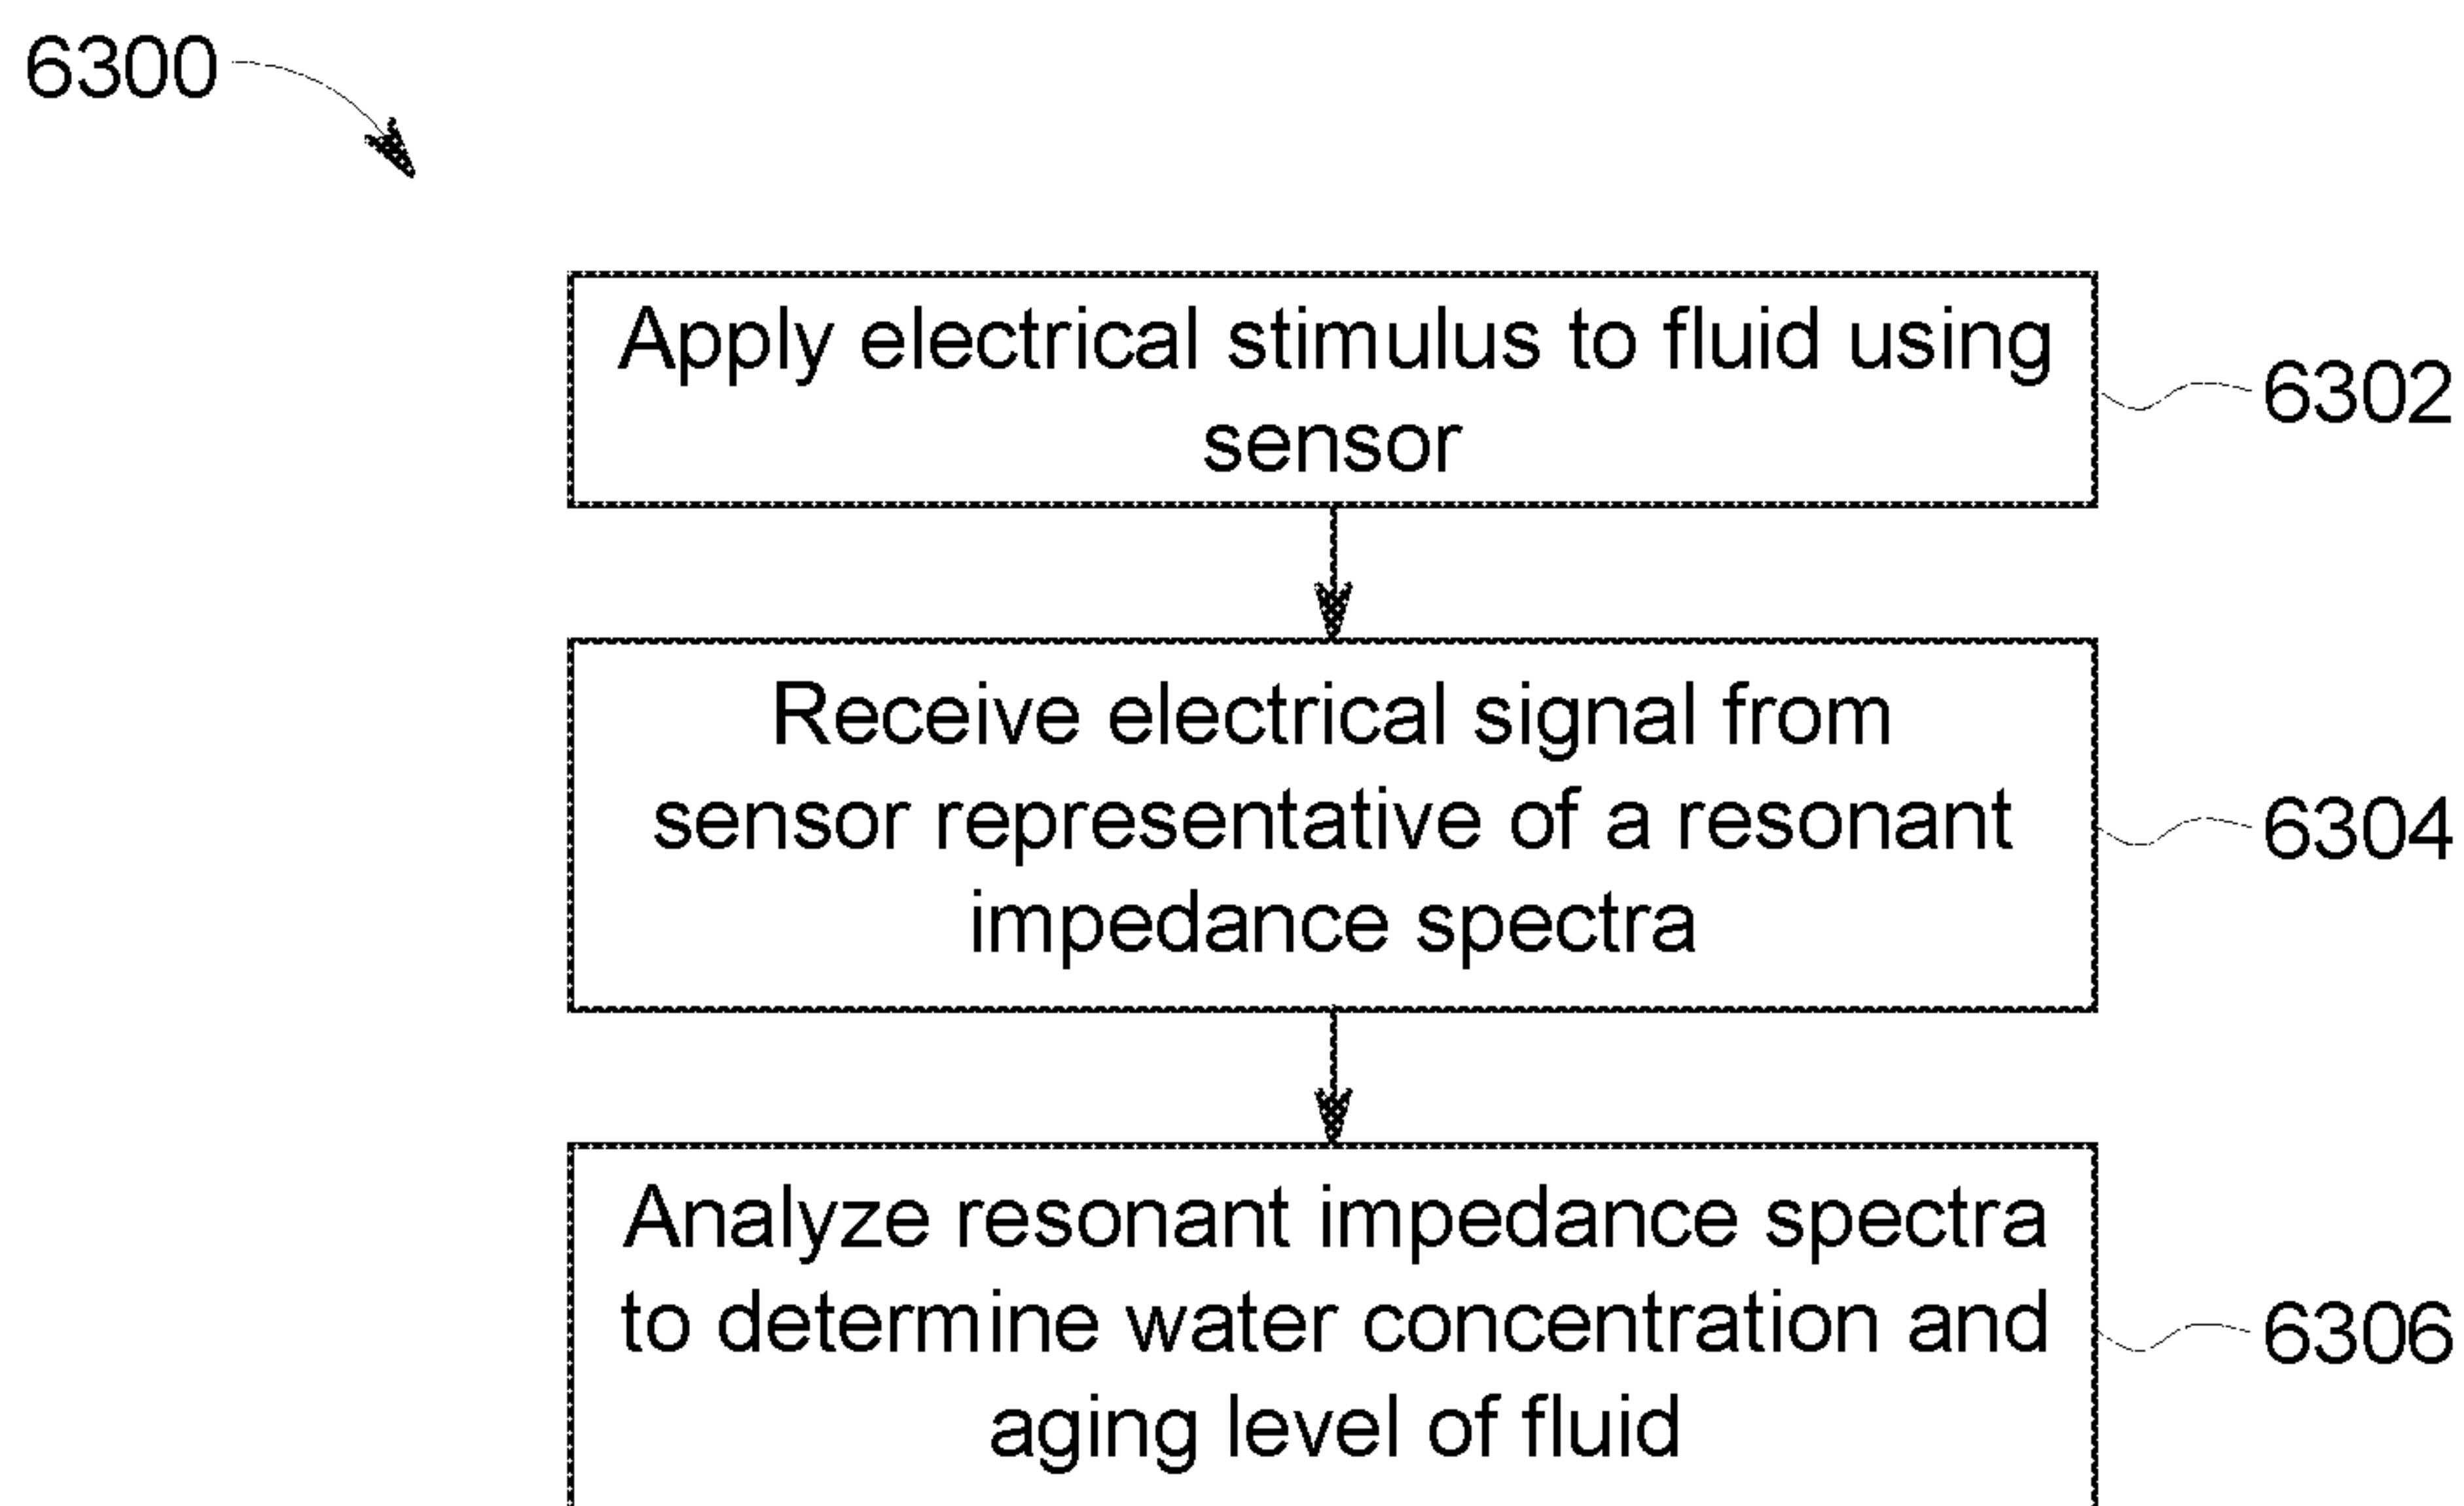 6300
Apply electrical stimulus to fluid using
sensor
6302
Receive electrical signal from
sensor representative of a resonant
impedance spectra
6304
Analyze resonant impedance spectra
to determine water concentration and
aging level of fluid
6306